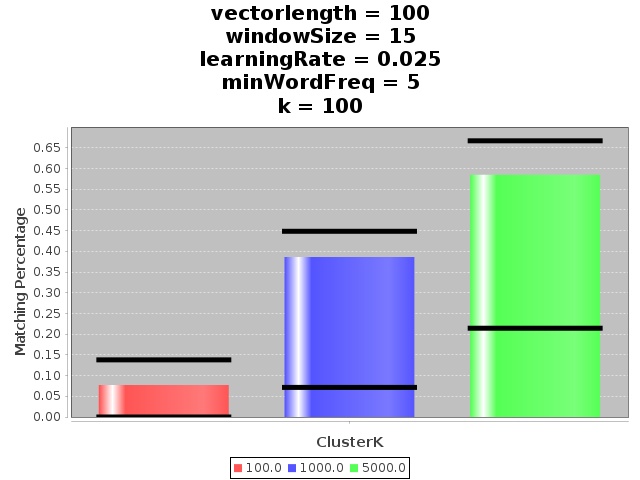 vectorlength = 100
windowSize = 15
learningRate = 0.025
minWordFreq = 5
k = 100
0.65
0.60
0.55
0.50
0.45
0.40
0.35
0.30
0.25
0.20
0.15
0.10
0.05
0.00
Matching Percentage
ClusterK
100.0 1000.0 5000.0